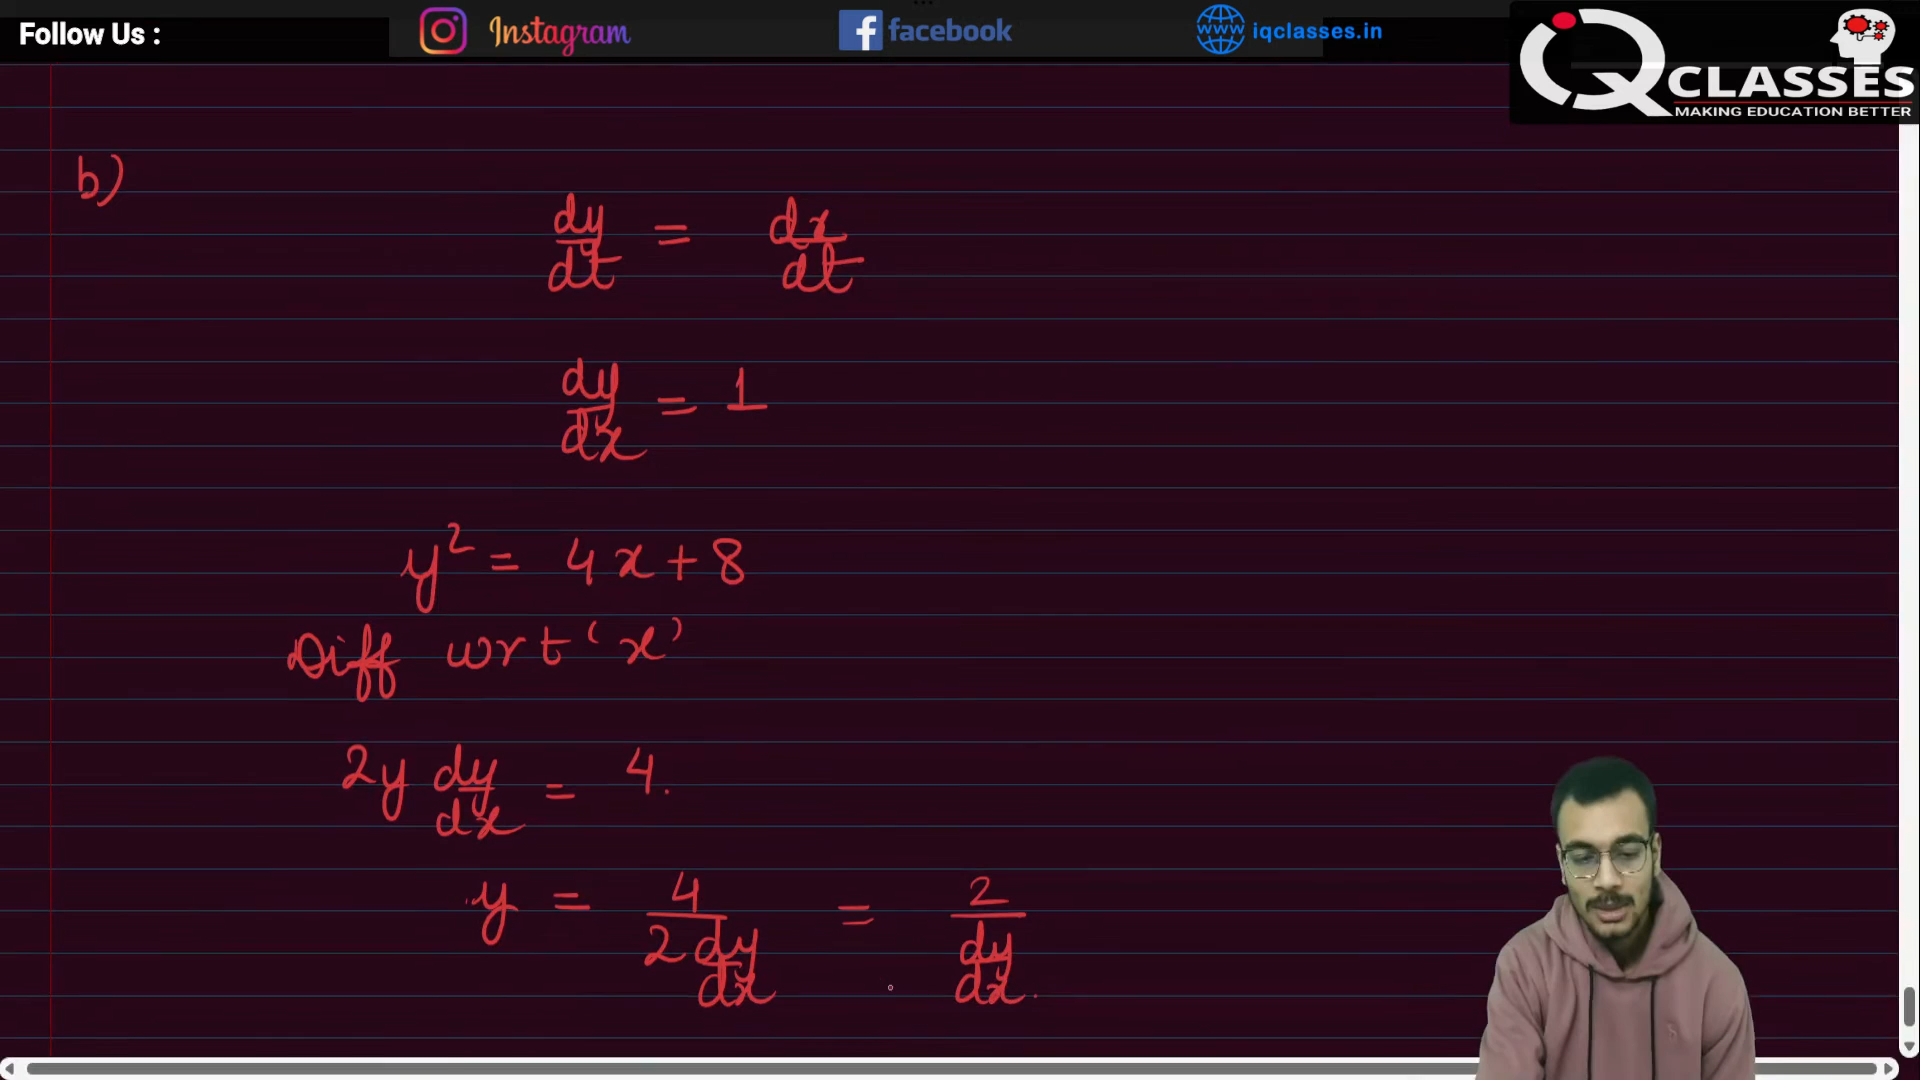 Follow Us :
Instagram
facebook
iqclasses.in
IQ CLASSES
MAKING EDUCATION BETTER
b)
dy/dt = dx/dt
dy/dx = 1
y² = 4x + 8
Diff wrt 'x'
2y dy/dx = 4.
y = 4/(2 dy/dx) = 2/(dy/dx).